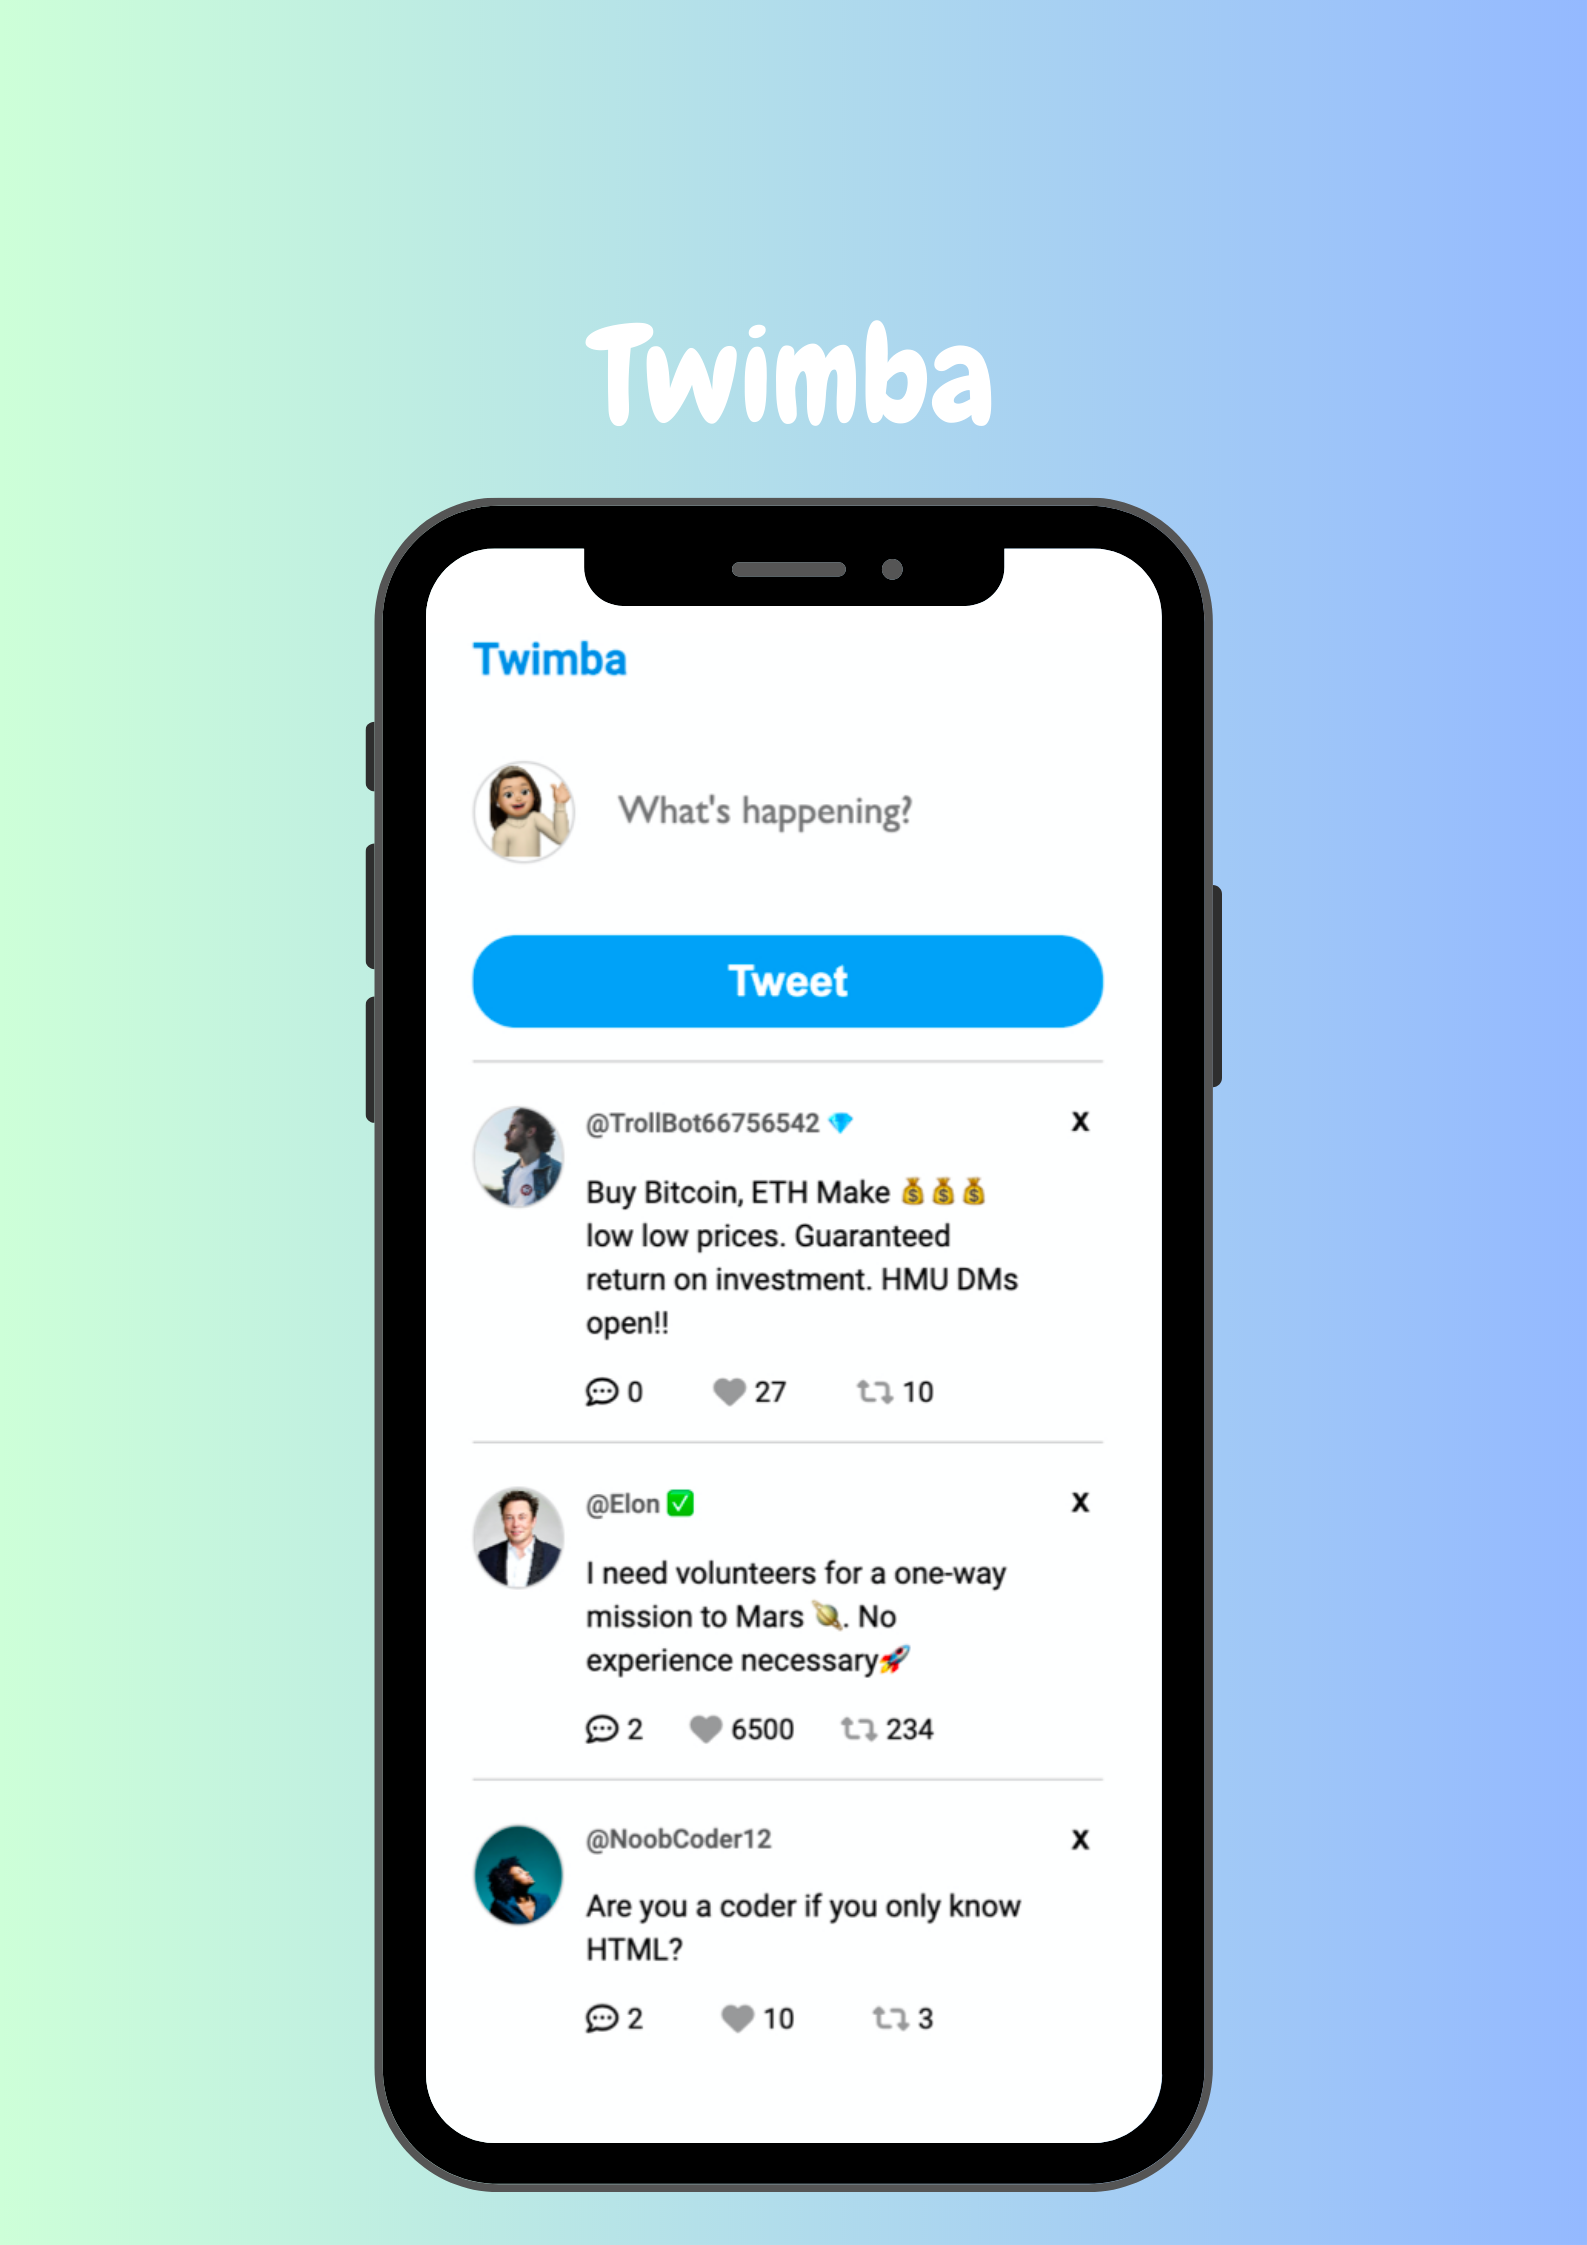 Twimba
Twimba
What's happening?
Tweet
@TrollBot66756542 💎
X
Buy Bitcoin, ETH Make 💰💰💰
low low prices. Guaranteed
return on investment. HMU DMs
open!!
0 27 10
@Elon ✅
X
I need volunteers for a one-way
mission to Mars 🪐. No
experience necessary🚀
2 6500 234
@NoobCoder12
X
Are you a coder if you only know
HTML?
2 10 3